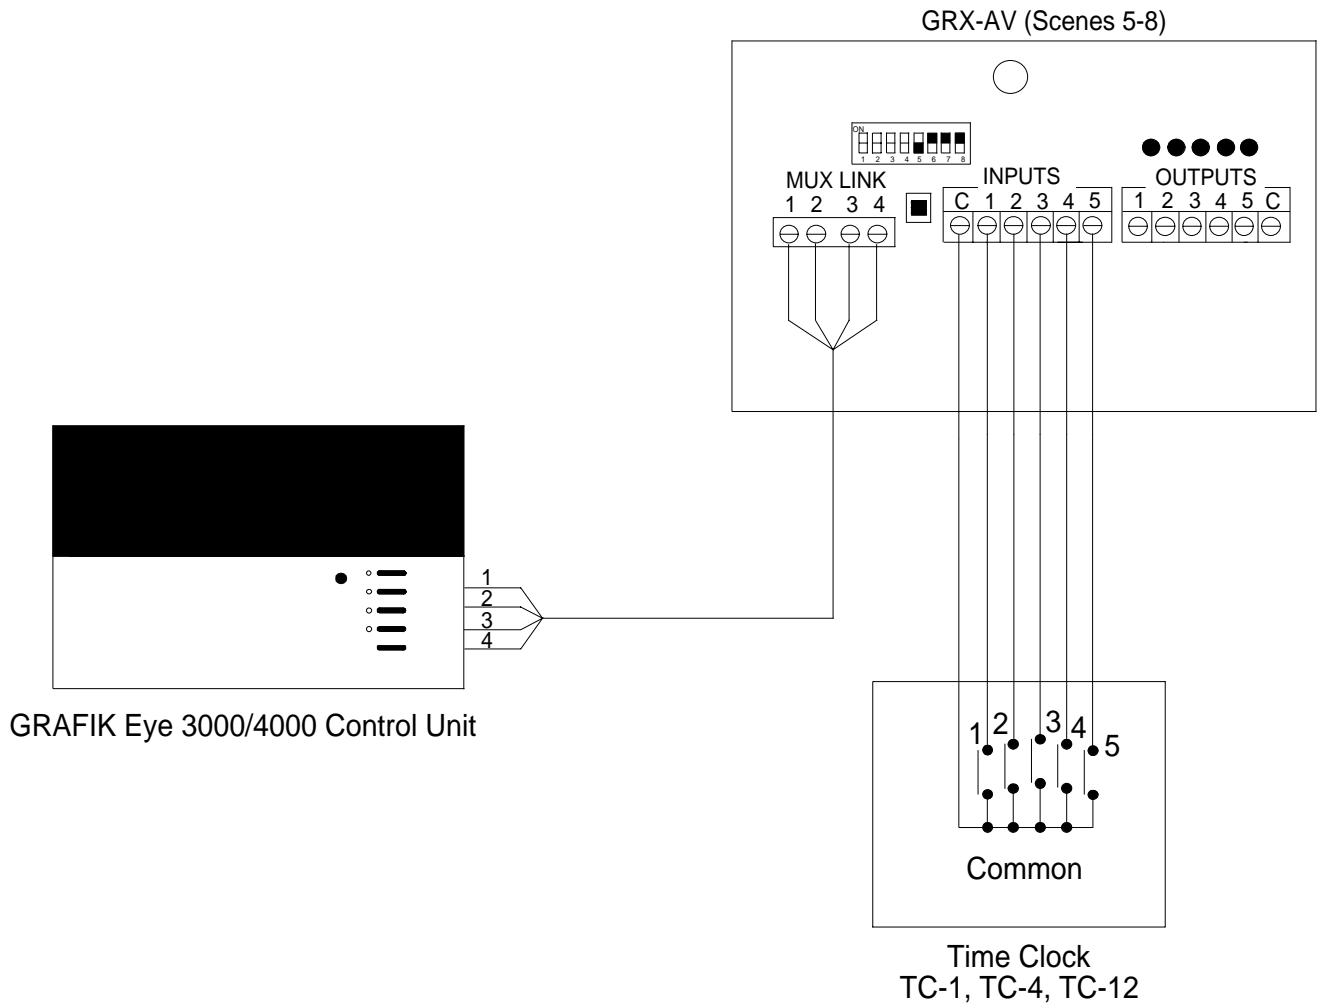 GRX-AV (Scenes 5-8)
ON
1 2 3 4 5 6 7 8
MUX LINK
1 2 3 4
INPUTS
C 1 2 3 4 5
OUTPUTS
1 2 3 4 5 C
1
2
3
4
GRAFIK Eye 3000/4000 Control Unit
1 2 3 4 5
Common
Time Clock
TC-1, TC-4, TC-12